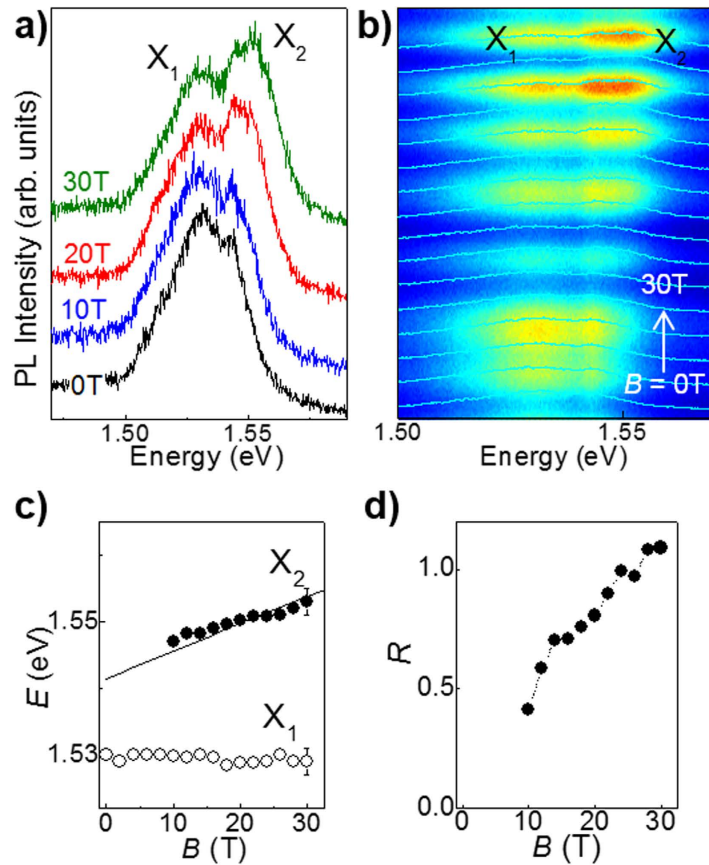 a)
X1
X2
30T
20T
10T
0T
PL Intensity (arb. units)
1.50
1.55
Energy (eV)
b)
X1
X2
30T
B = 0T
1.50
1.55
Energy (eV)
c)
X2
X1
1.55
1.53
E (eV)
0
10
20
30
B (T)
d)
1.0
0.5
0.0
R
0
10
20
30
B (T)